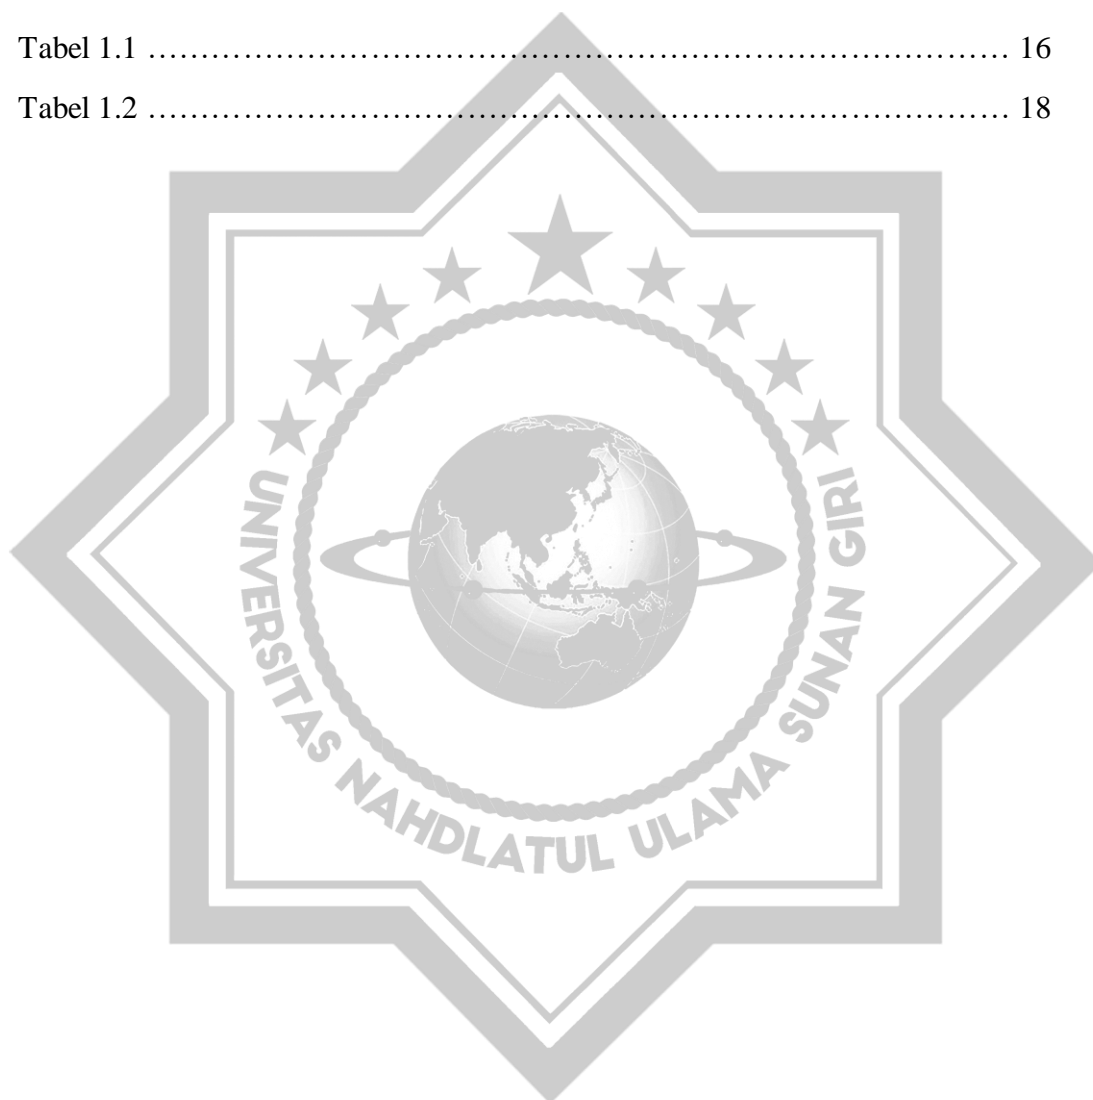 Tabel 1.1 ………………………………………………………………………… 16
Tabel 1.2 ………………………………………………………………………… 18
UNIVERSITAS NAHDLATUL ULAMA SUNAN GIRI